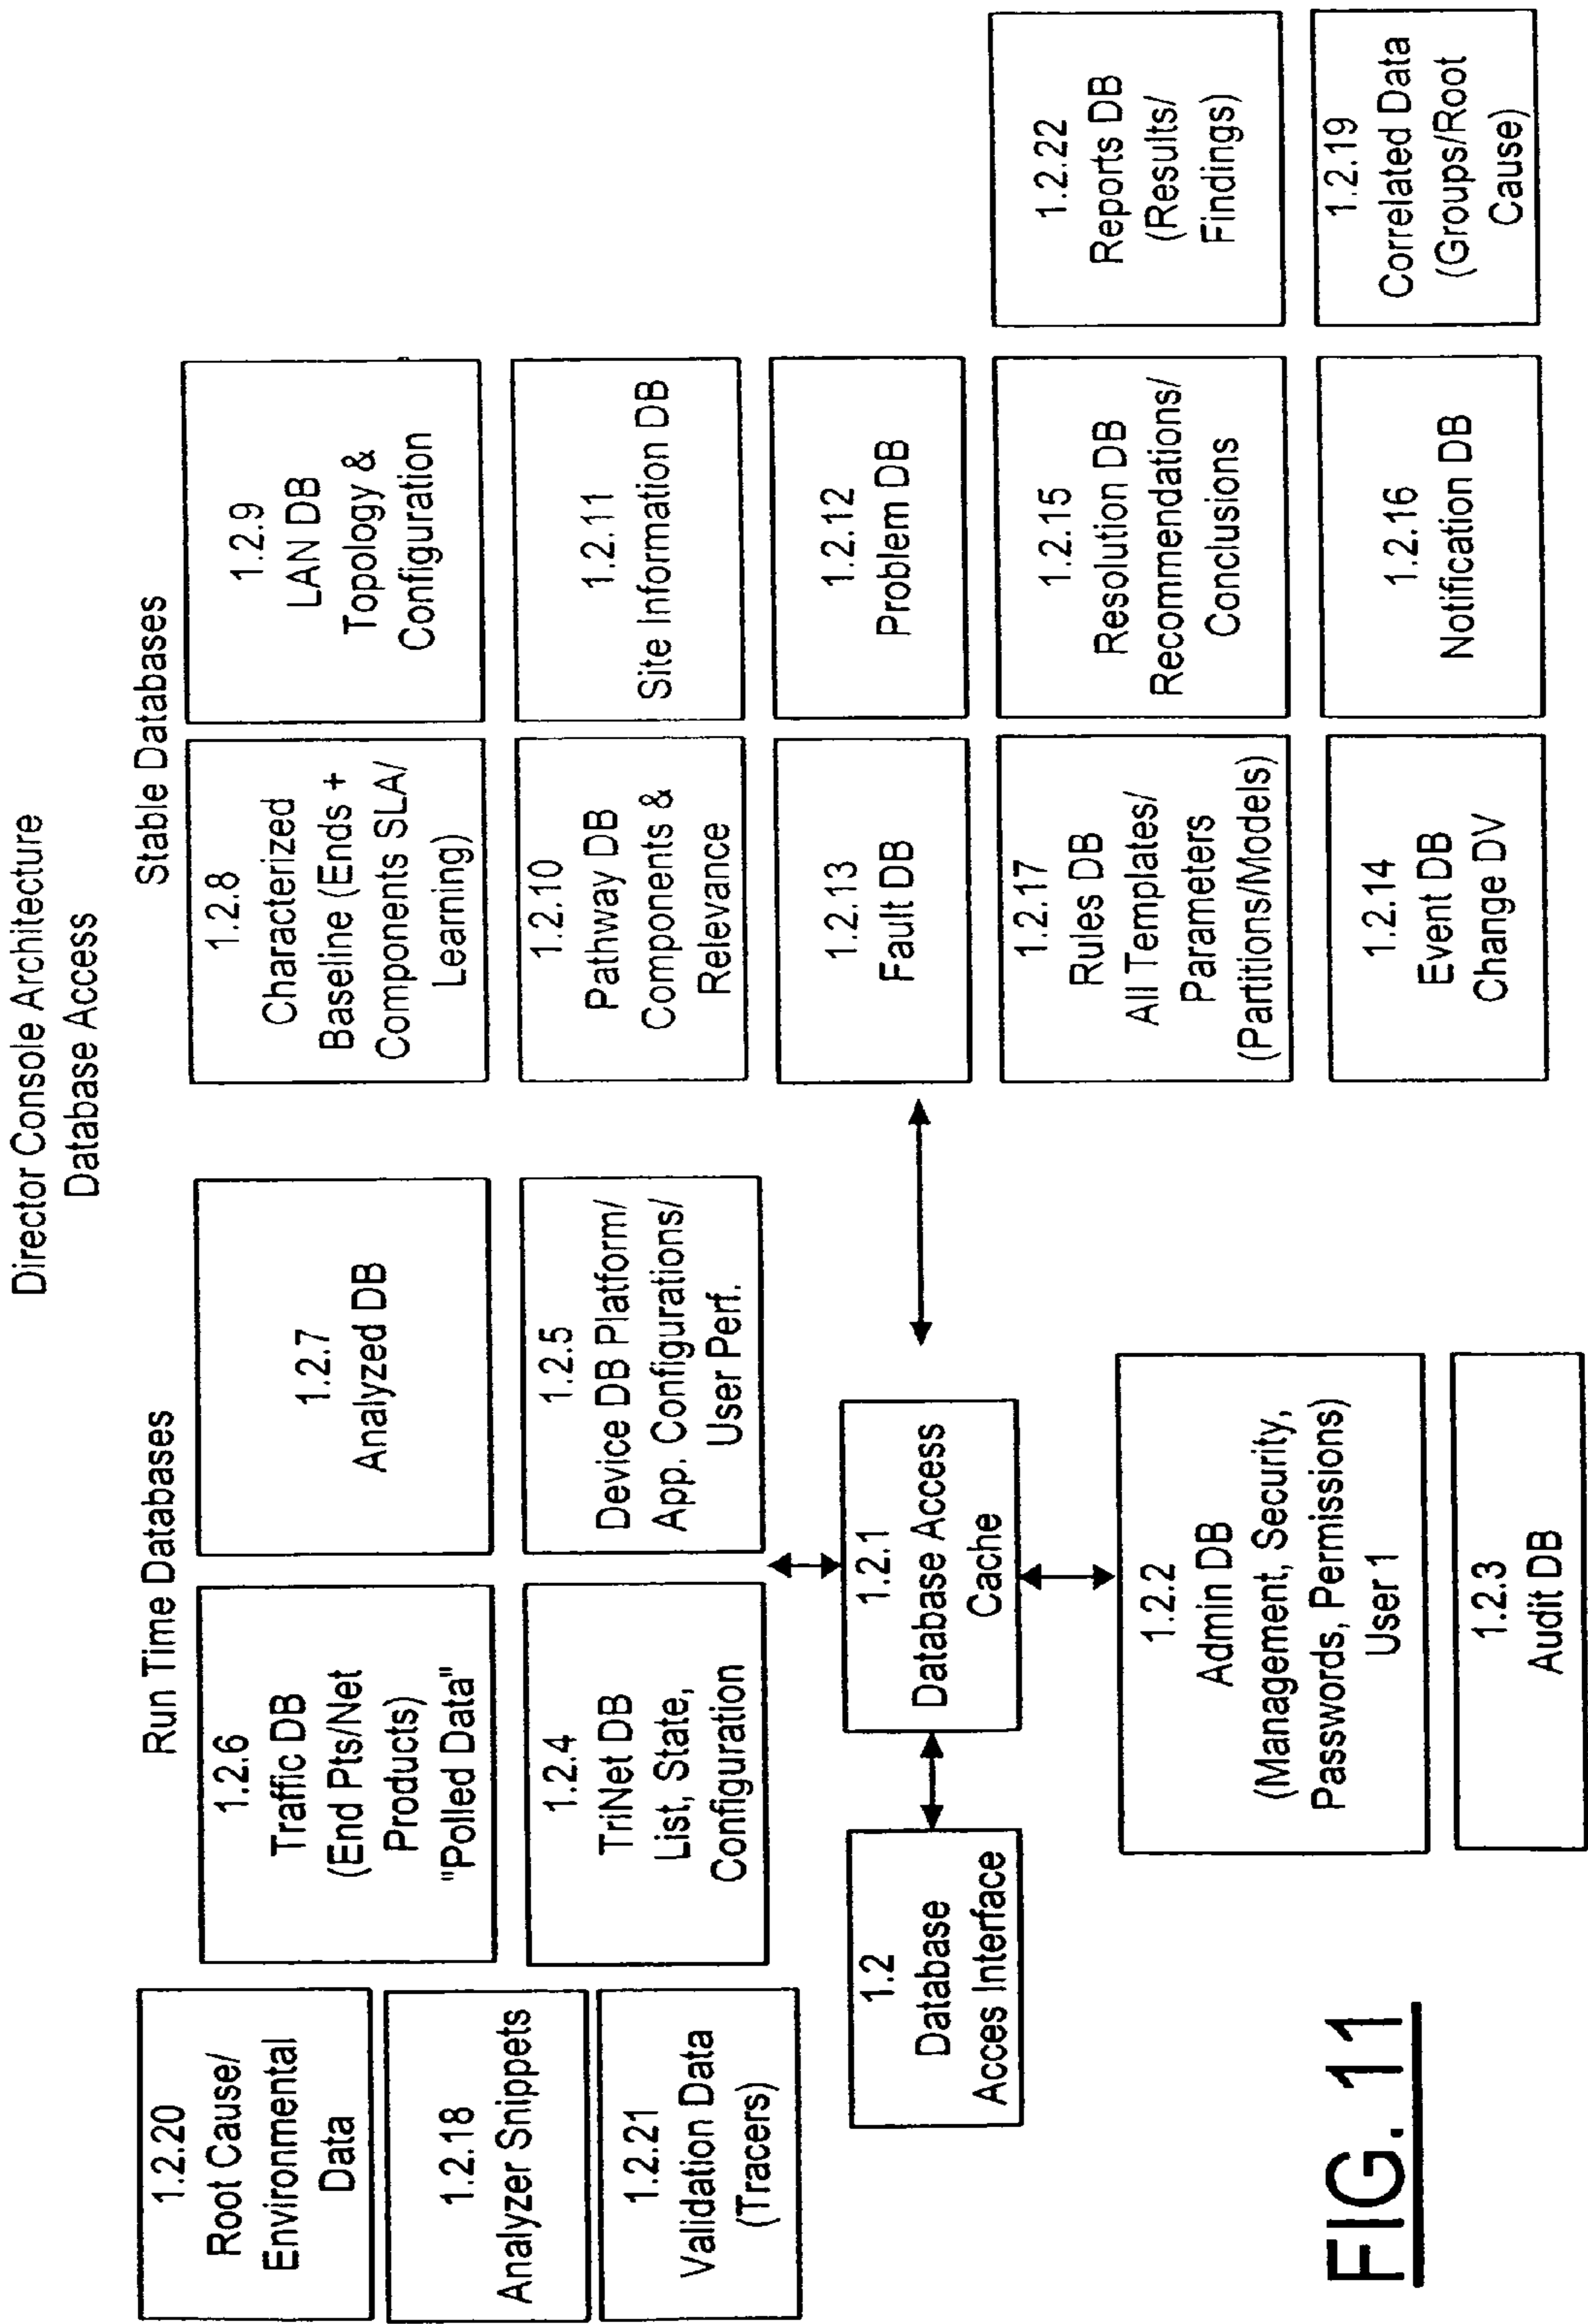 Director Console Architecture
Database Access
Run Time Databases
Stable Databases
1.2.20
Root Cause/
Environmental
Data
1.2.18
Analyzer Snippets
1.2.21
Validation Data
(Tracers)
1.2.6
Traffic DB
(End Pts/Net
Products)
"Polled Data"
1.2.7
Analyzed DB
1.2.4
TriNet DB
List, State,
Configuration
1.2.5
Device DB Platform/
App. Configurations/
User Perf.
1.2
Database
Acces Interface
1.2.1
Database Access
Cache
1.2.2
Admin DB
(Management, Security,
Passwords, Permissions)
User 1
1.2.3
Audit DB
1.2.8
Characterized
Baseline (Ends +
Components SLA/
Learning)
1.2.9
LAN DB
Topology &
Configuration
1.2.10
Pathway DB
Components &
Relevance
1.2.11
Site Information DB
1.2.13
Fault DB
1.2.12
Problem DB
1.2.17
Rules DB
All Templates/
Parameters
(Partitions/Models)
1.2.15
Resolution DB
Recommendations/
Conclusions
1.2.22
Reports DB
(Results/
Findings)
1.2.14
Event DB
Change DV
1.2.16
Notification DB
1.2.19
Correlated Data
(Groups/Root
Cause)
FIG. 11